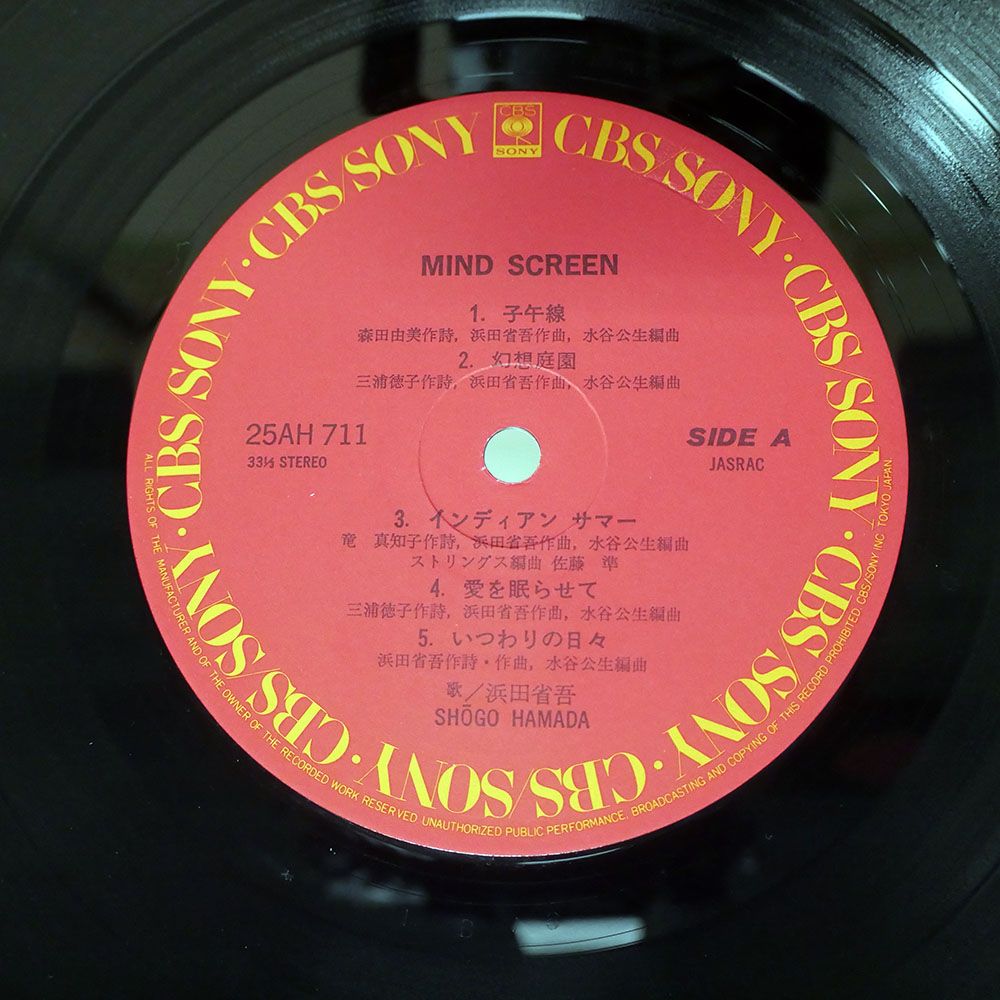 CBS
SONY
CBS/SONY · CBS/SONY · CBS/SONY · CBS/SONY · CBS/SONY · CBS/SONY · CBS/SONY · CBS/SONY
MIND SCREEN
1. 子午線
森田由美作詩, 浜田省吾作曲, 水谷公生編曲
2. 幻想庭園
三浦徳子作詩, 浜田省吾作曲, 水谷公生編曲
25AH 711
33⅓ STEREO
SIDE A
JASRAC
3. インディアン サマー
竜 真知子作詩, 浜田省吾作曲, 水谷公生編曲
ストリングス編曲 佐藤 準
4. 愛を眠らせて
三浦徳子作詩, 浜田省吾作曲, 水谷公生編曲
5. いつわりの日々
浜田省吾作詩・作曲, 水谷公生編曲
歌／浜田省吾
SHŌGO HAMADA
ALL RIGHTS OF THE MANUFACTURER AND OF THE OWNER OF THE RECORDED WORK RESERVED UNAUTHORIZED PUBLIC PERFORMANCE, BROADCASTING AND COPYING OF THIS RECORD PROHIBITED CBS/SONY INC. TOKYO JAPAN.